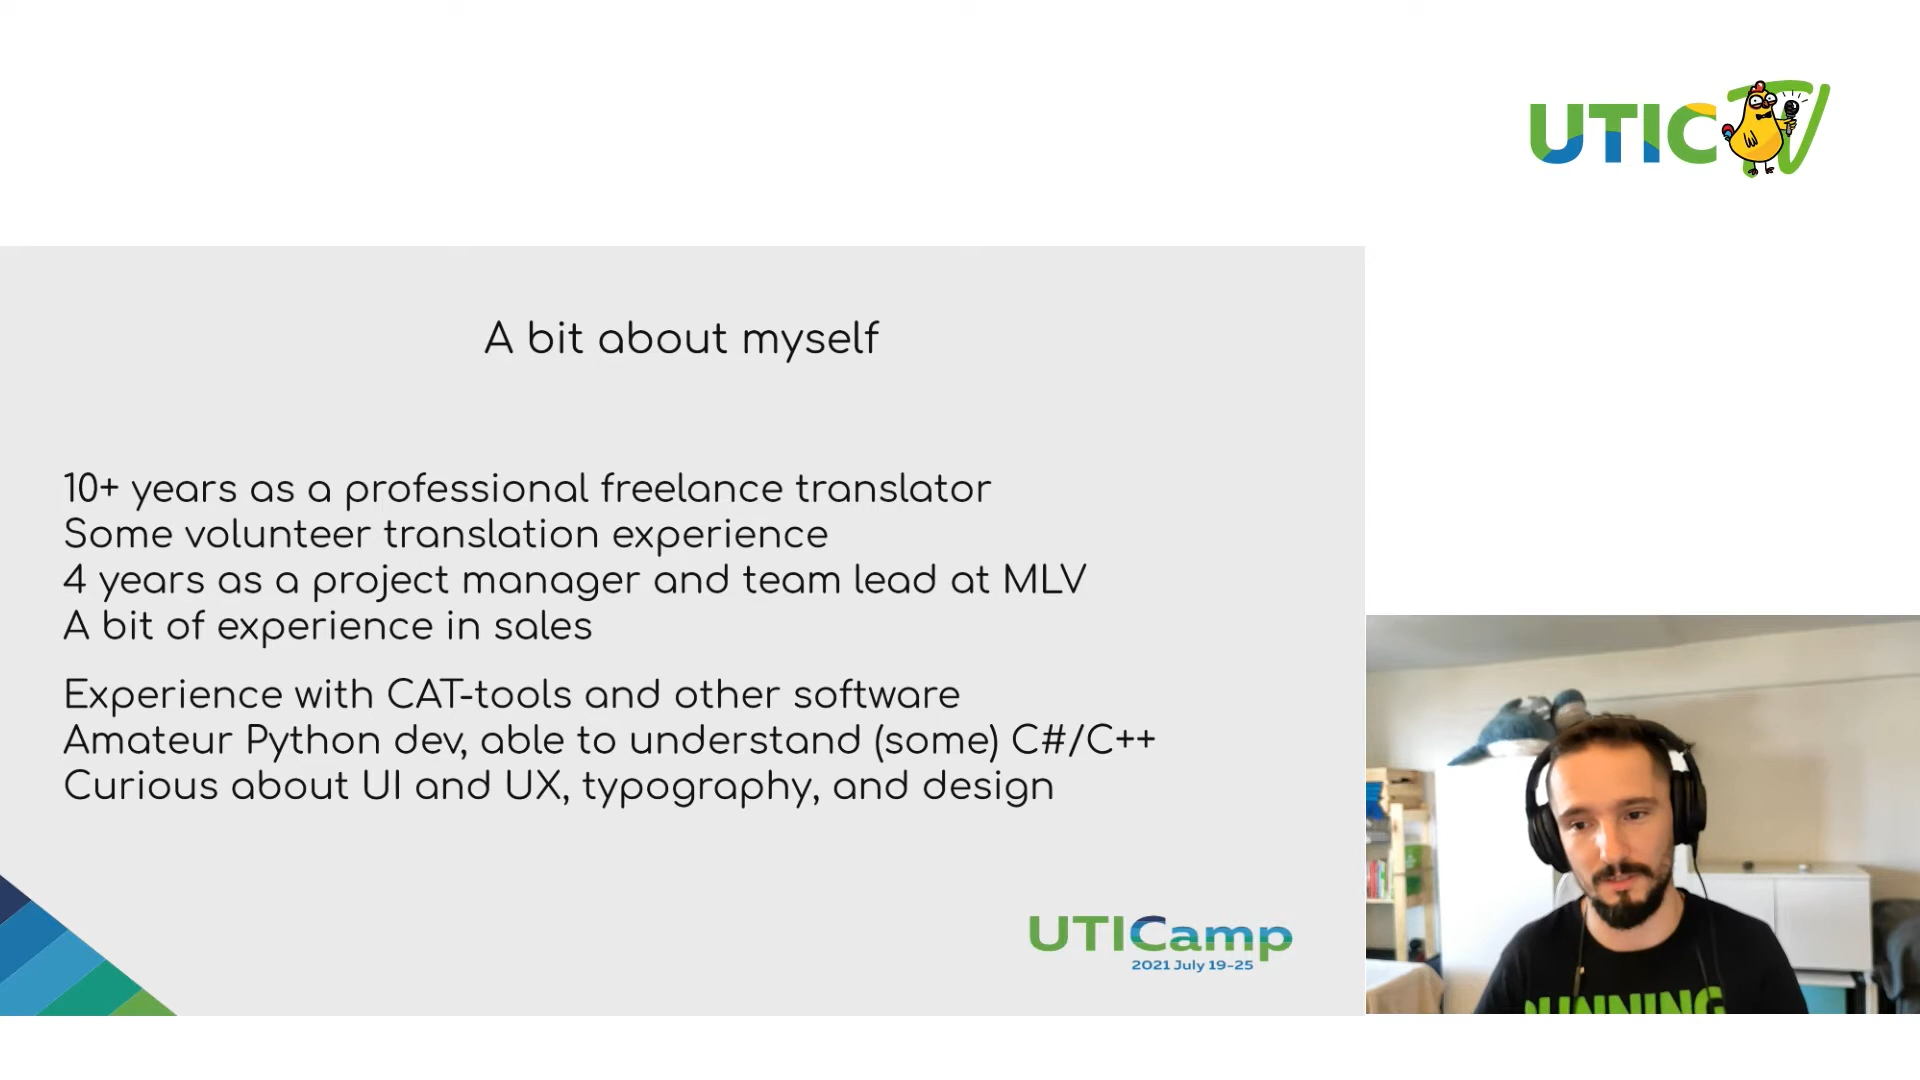 UTIC TV
A bit about myself
10+ years as a professional freelance translator
Some volunteer translation experience
4 years as a project manager and team lead at MLV
A bit of experience in sales
Experience with CAT-tools and other software
Amateur Python dev, able to understand (some) C#/C++
Curious about UI and UX, typography, and design
UTICamp
2021 July 19-25
RUNNING